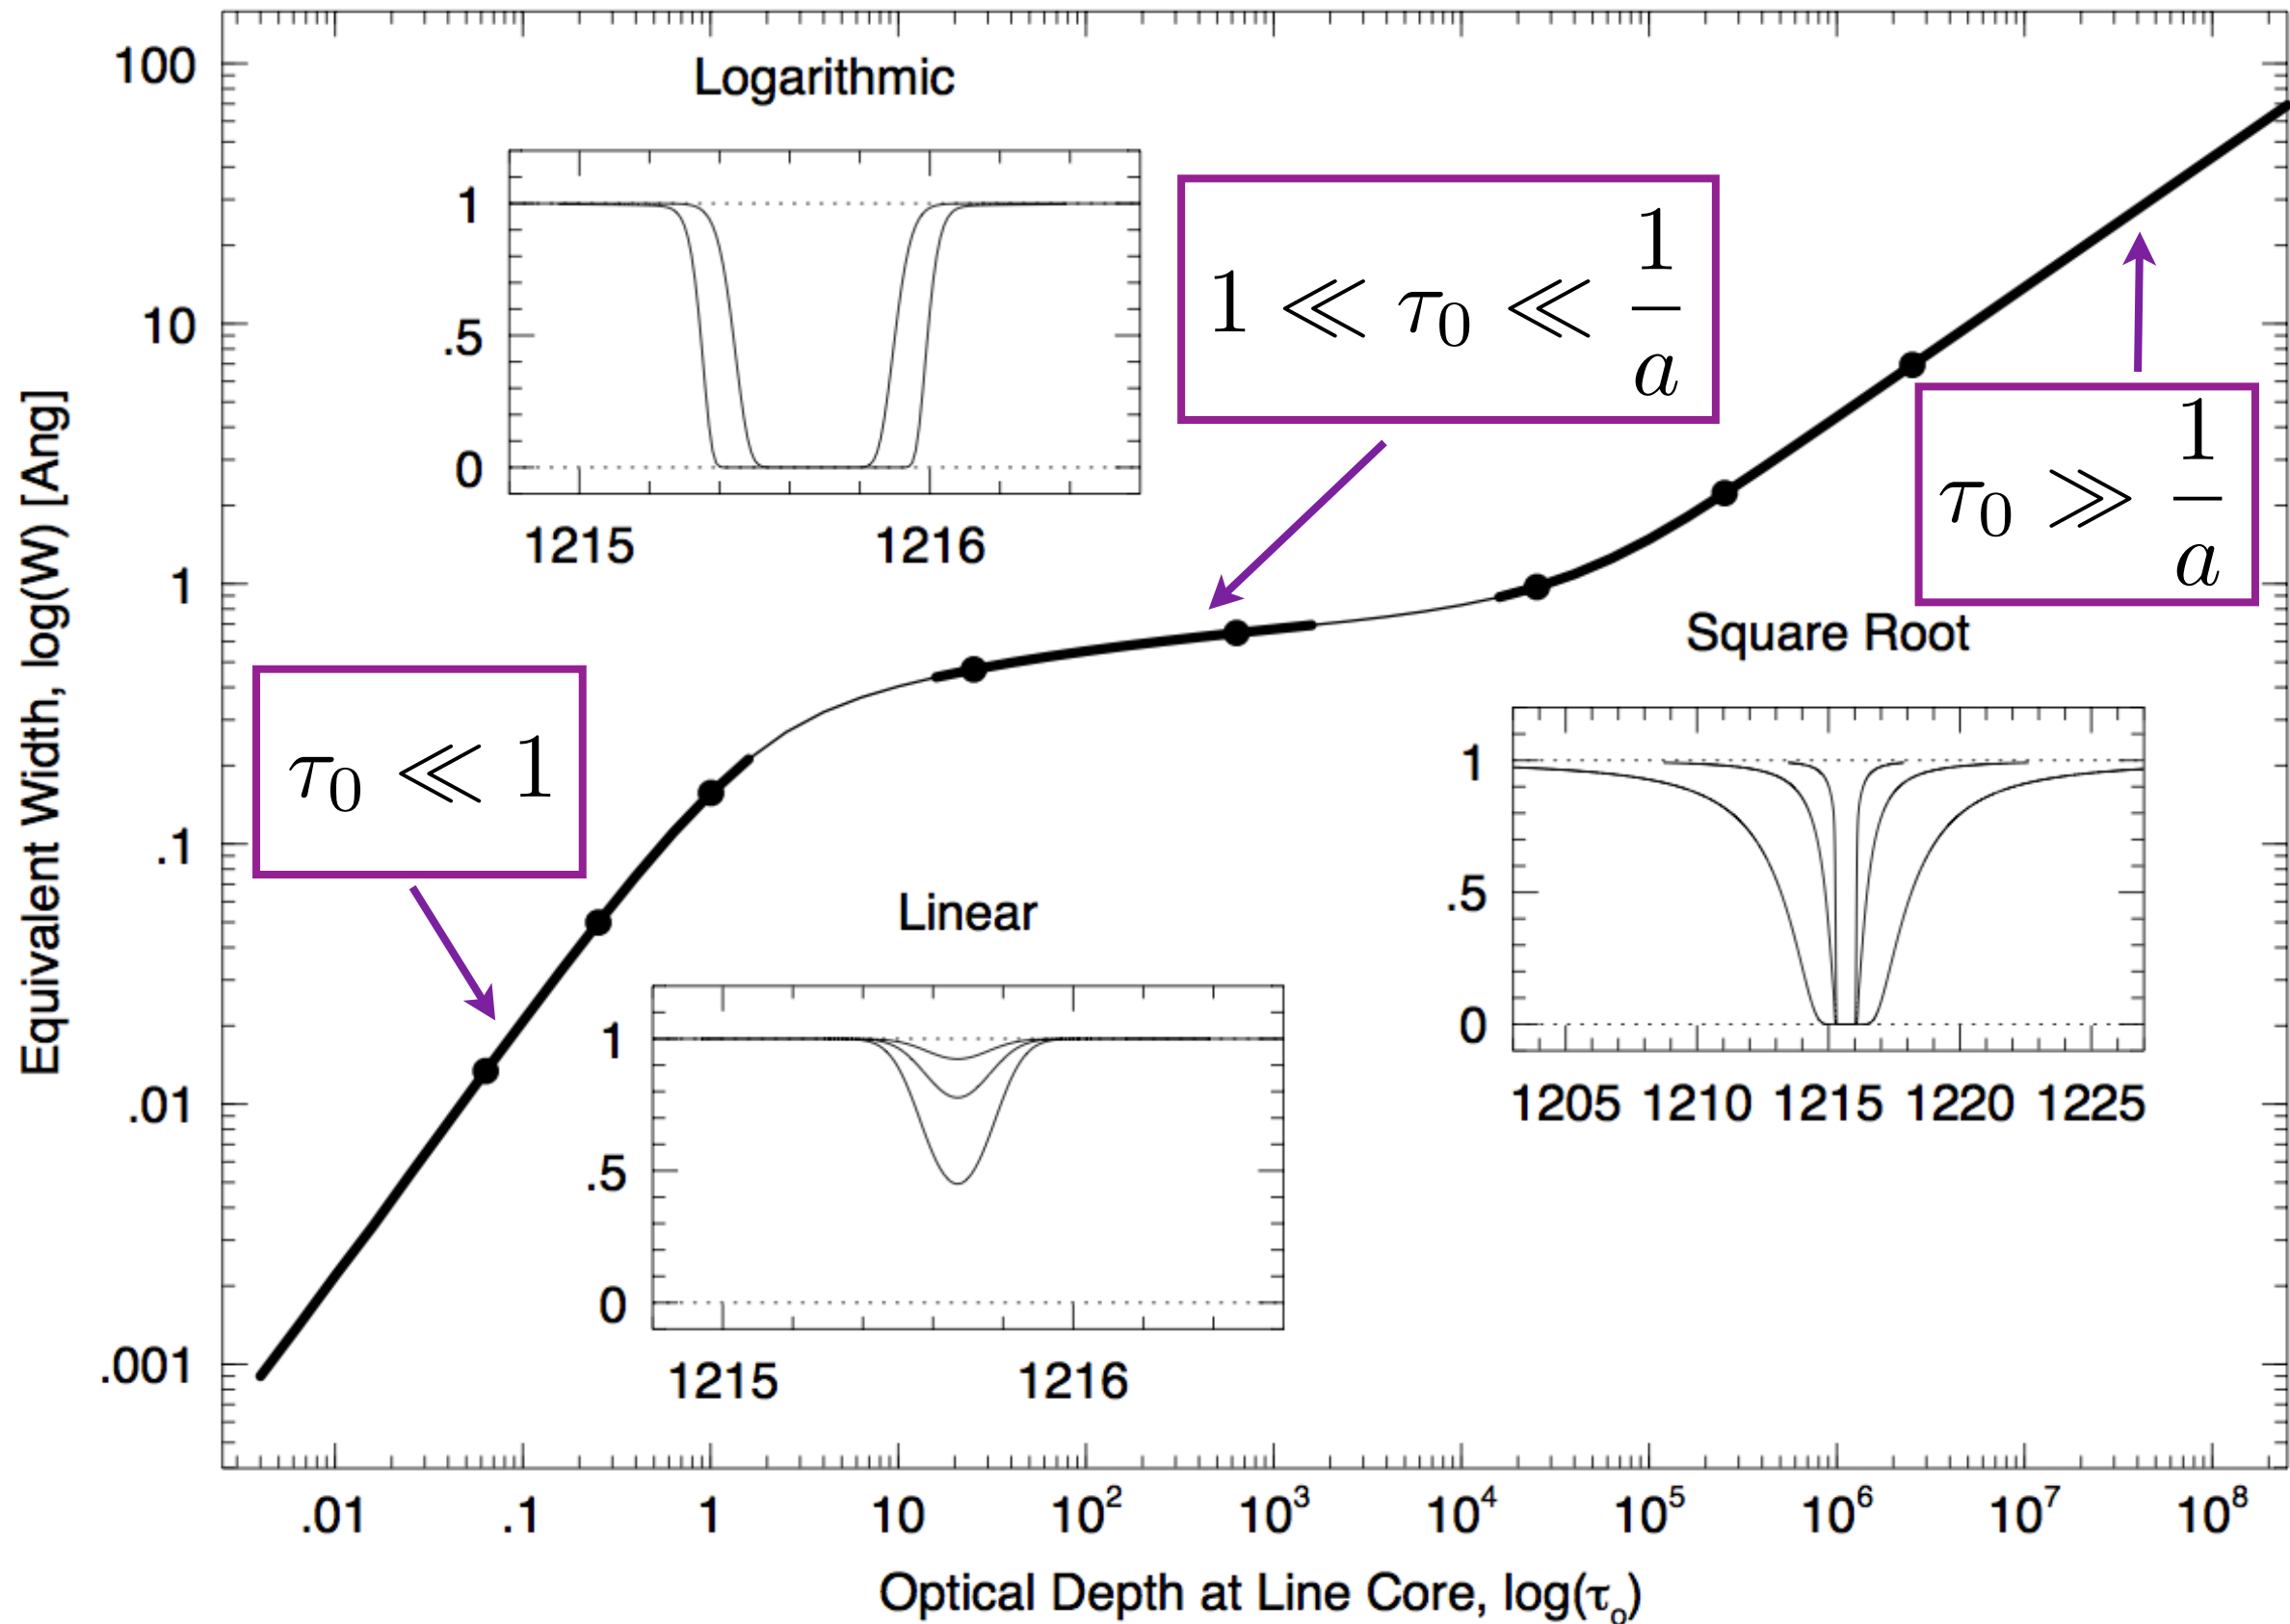 Equivalent Width, log(W) [Ang]
100
10
1
.1
.01
.001
Logarithmic
1
.5
0
1215 1216
1 ≪ τ₀ ≪ 1/a
τ₀ ≫ 1/a
τ₀ ≪ 1
Square Root
1
.5
0
1205 1210 1215 1220 1225
Linear
1
.5
0
1215 1216
.01 .1 1 10 10² 10³ 10⁴ 10⁵ 10⁶ 10⁷ 10⁸
Optical Depth at Line Core, log(τₒ)